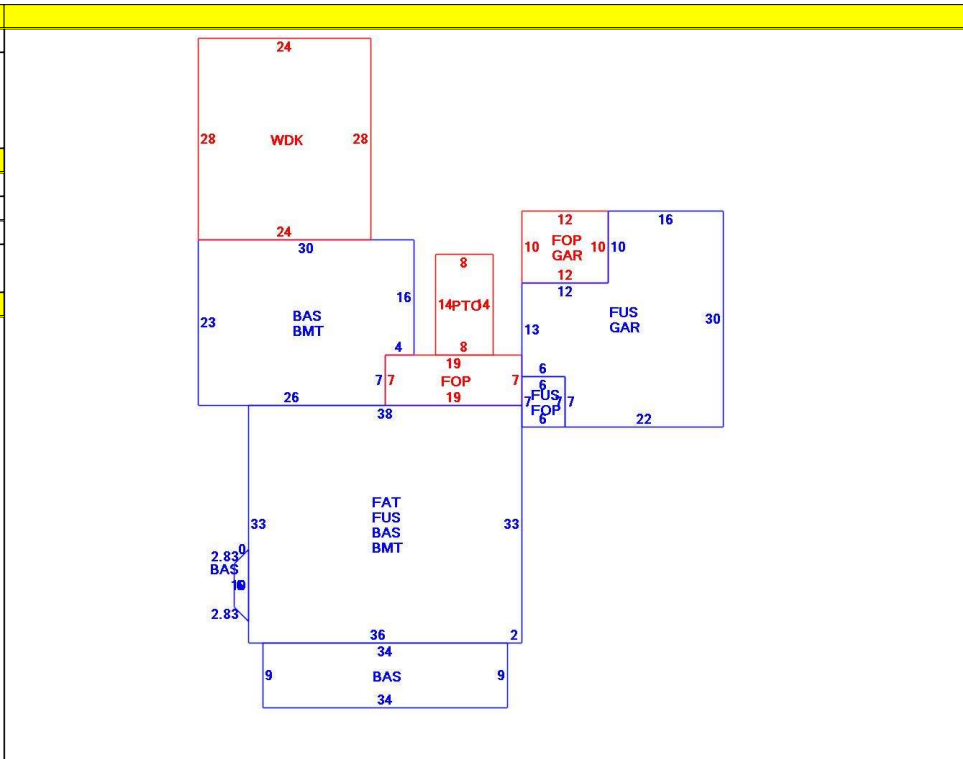 24
28 WDK 28
24
30
12 16
10 FOP 10 10
GAR
12
12
8
16
14 PTO 14
BAS
BMT
23
FUS
GAR
30
13
4 8
19
7 7 FOP 7
6
6
7 FUS 7 7
FOP
26 19
38
6 22
FAT
FUS
BAS
BMT
33 33
0
2.83
BAS
2.83
36 2
34
9 BAS 9
34